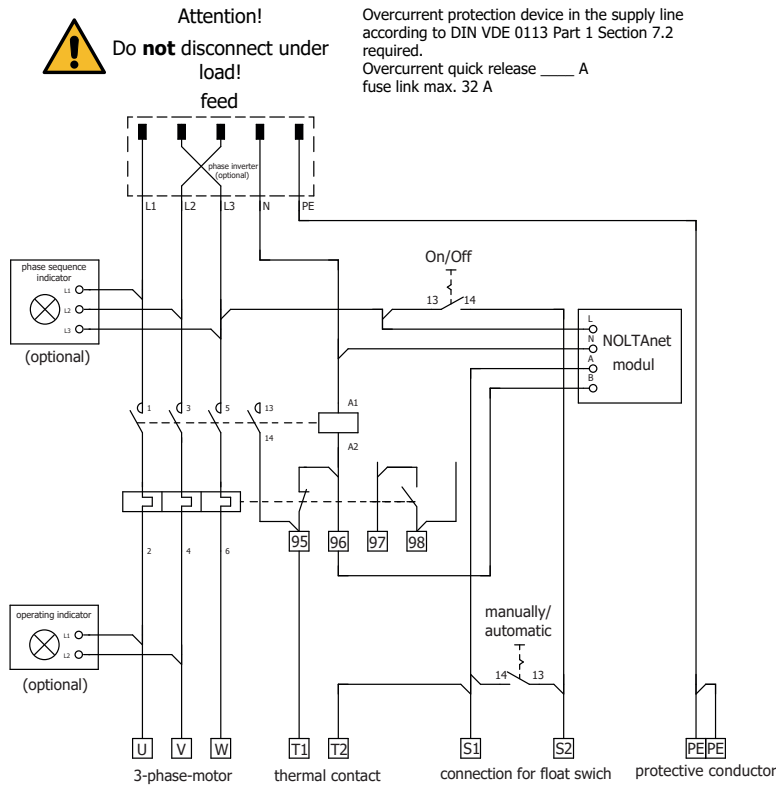 Attention!
Do not disconnect under
load!
Overcurrent protection device in the supply line
according to DIN VDE 0113 Part 1 Section 7.2
required.
Overcurrent quick release ____ A
fuse link max. 32 A
feed
phase inverter
(optional)
L1 L2 L3 N PE
phase sequence
indicator
L1
L2
L3
(optional)
On/Off
13 14
L
N
A
B
NOLTAnet
modul
1 3 5 13
14
A1
A2
95 96 97 98
2 4 6
operating indicator
L1
L2
(optional)
manually/
automatic
14 13
U V W T1 T2 S1 S2 PE PE
3-phase-motor
thermal contact
connection for float swich
protective conductor